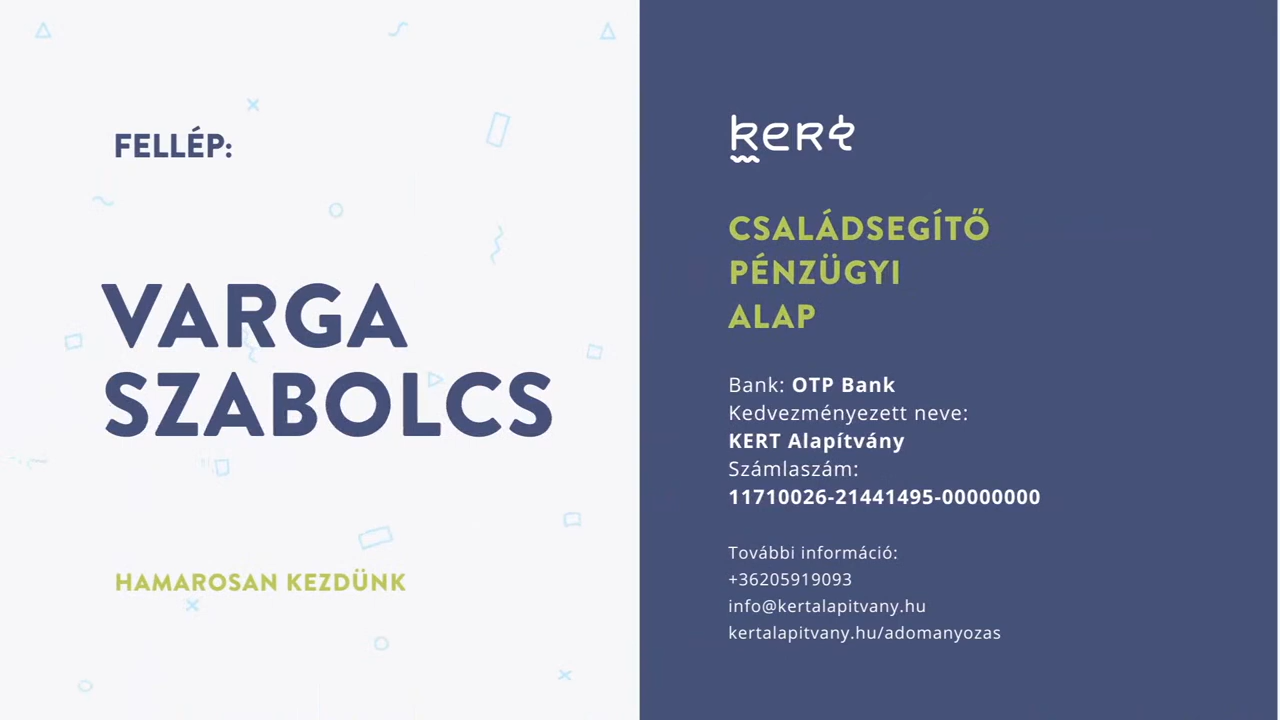 FELLÉP:
VARGA
SZABOLCS
HAMAROSAN KEZDÜNK
kert
CSALÁDSEGÍTŐ
PÉNZÜGYI
ALAP
Bank: OTP Bank
Kedvezményezett neve:
KERT Alapítvány
Számlaszám:
11710026-21441495-00000000
További információ:
+36205919093
info@kertalapitvany.hu
kertalapitvany.hu/adomanyozas